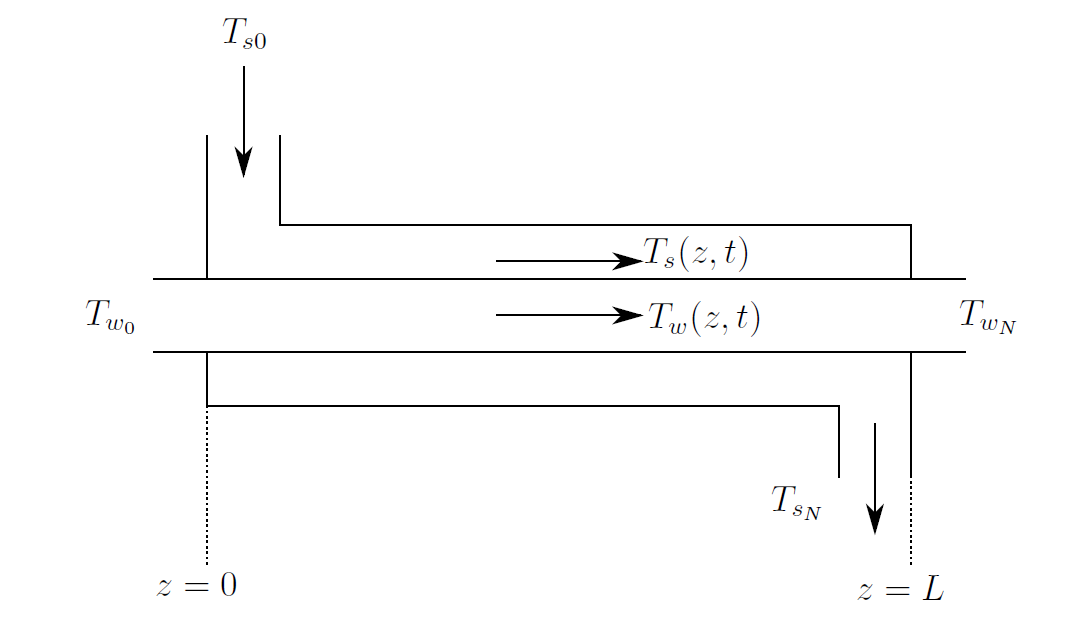 T_{s0}
T_s(z, t)
T_{w_0}
T_w(z, t)
T_{w_N}
T_{s_N}
z = 0
z = L